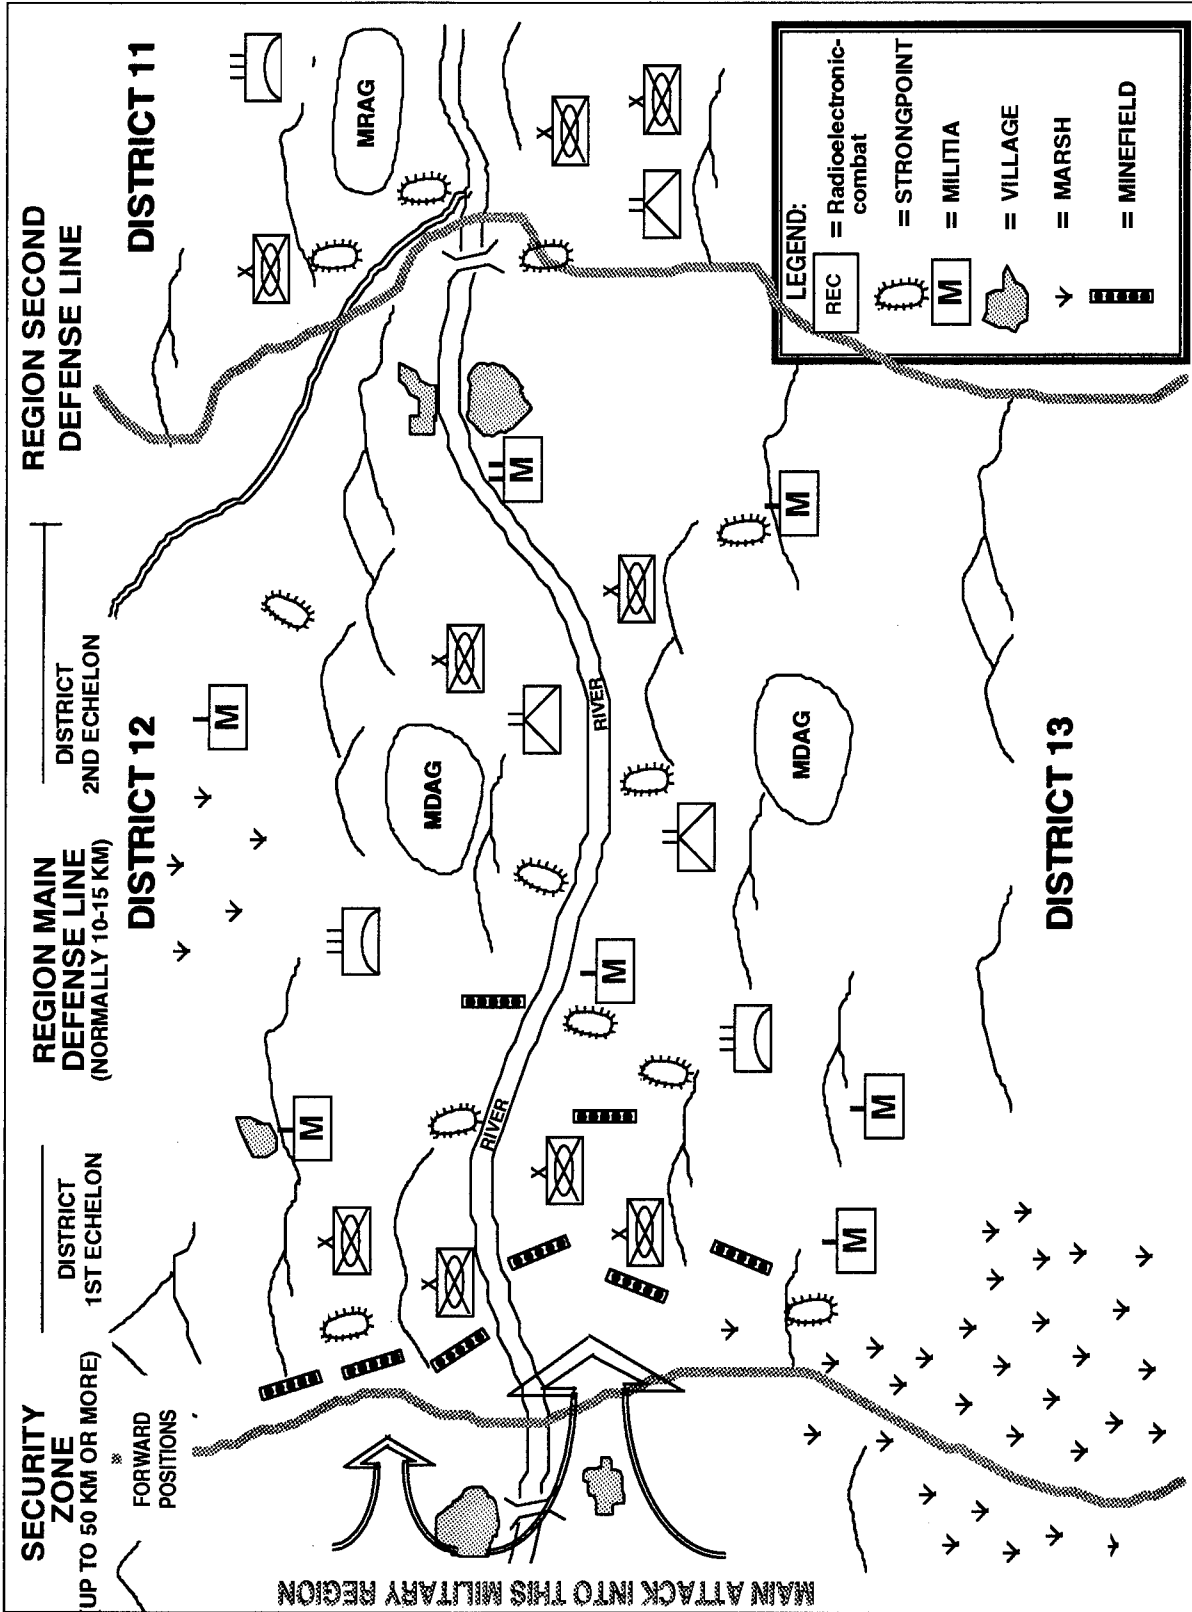 SECURITY
ZONE
(UP TO 50 KM OR MORE)
FORWARD
POSITIONS
DISTRICT
1ST ECHELON
REGION MAIN
DEFENSE LINE
(NORMALLY 10-15 KM)
DISTRICT
2ND ECHELON
REGION SECOND
DEFENSE LINE
DISTRICT 12
DISTRICT 11
M
M
MDAG
MRAG
RIVER
RIVER
M
M
MDAG
M
M
M
DISTRICT 13
MAIN ATTACK INTO THIS MILITARY REGION
LEGEND:
REC = Radioelectronic-
combat
= STRONGPOINT
M = MILITIA
= VILLAGE
= MARSH
= MINEFIELD